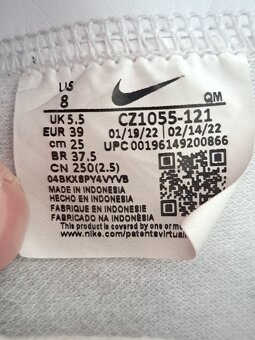 US
8
QM
UK 5.5
CZ1055-121
EUR 39
01/19/22 02/14/22
cm 25
UPC 00196149200866
BR 37.5
CN 250(2.5)
04BKX8PY4VYVB
MADE IN INDONESIA
HECHO EN INDONESIA
FABRIQUE EN INDONESIE
FABRICADO NA INDONESIA
This product is covered by one or more
www.nike.com/patents